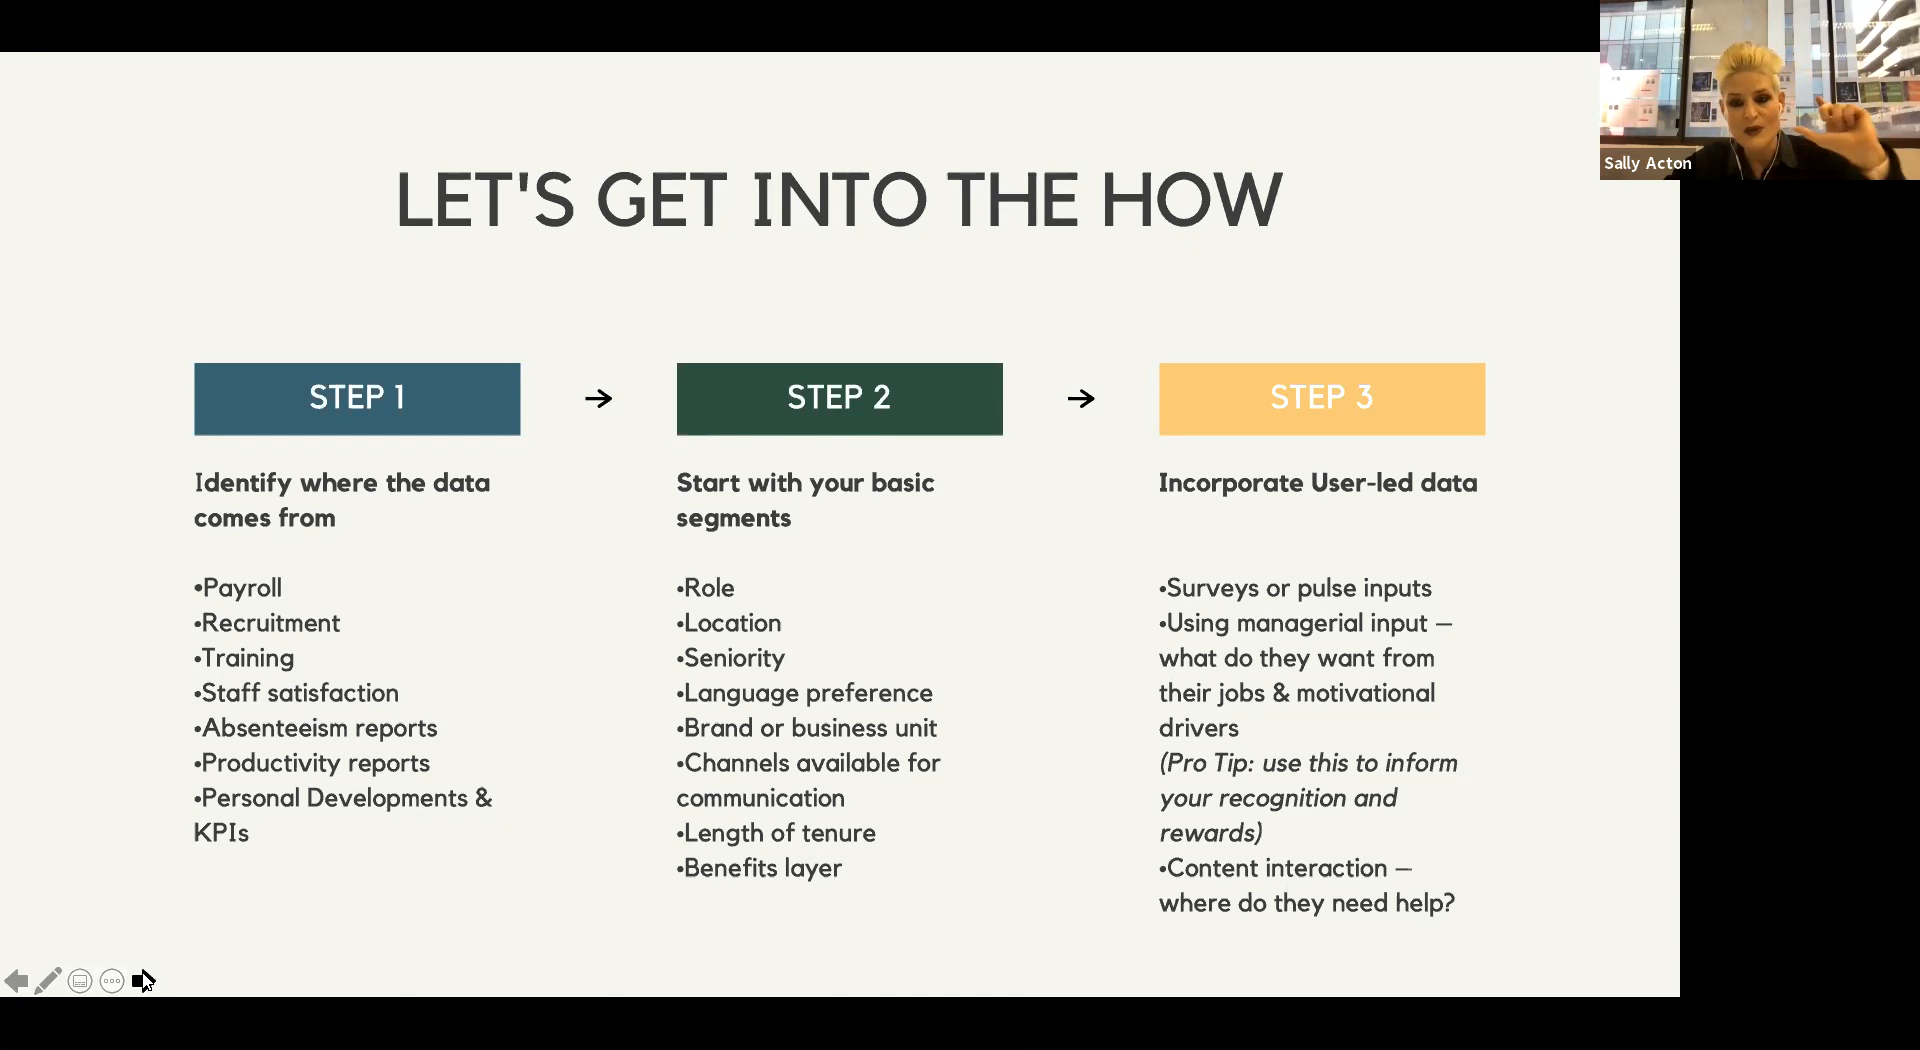 Sally Acton
LET'S GET INTO THE HOW
STEP 1
Identify where the data
comes from
•Payroll
•Recruitment
•Training
•Staff satisfaction
•Absenteeism reports
•Productivity reports
•Personal Developments &
KPIs
STEP 2
Start with your basic
segments
•Role
•Location
•Seniority
•Language preference
•Brand or business unit
•Channels available for
communication
•Length of tenure
•Benefits layer
STEP 3
Incorporate User-led data
•Surveys or pulse inputs
•Using managerial input –
what do they want from
their jobs & motivational
drivers
(Pro Tip: use this to inform
your recognition and
rewards)
•Content interaction –
where do they need help?